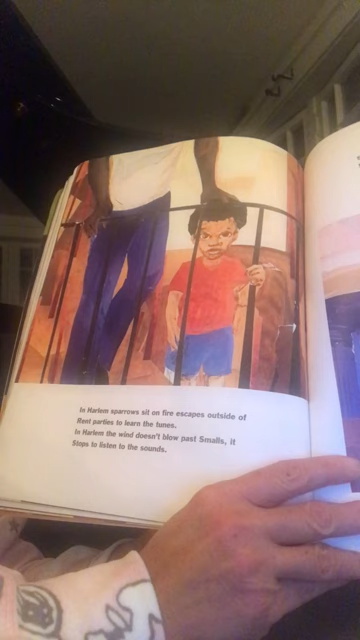 In Harlem sparrows sit on fire escapes outside of
Rent parties to learn the tunes.
In Harlem the wind doesn't blow past Smalls, it
Stops to listen to the sounds.